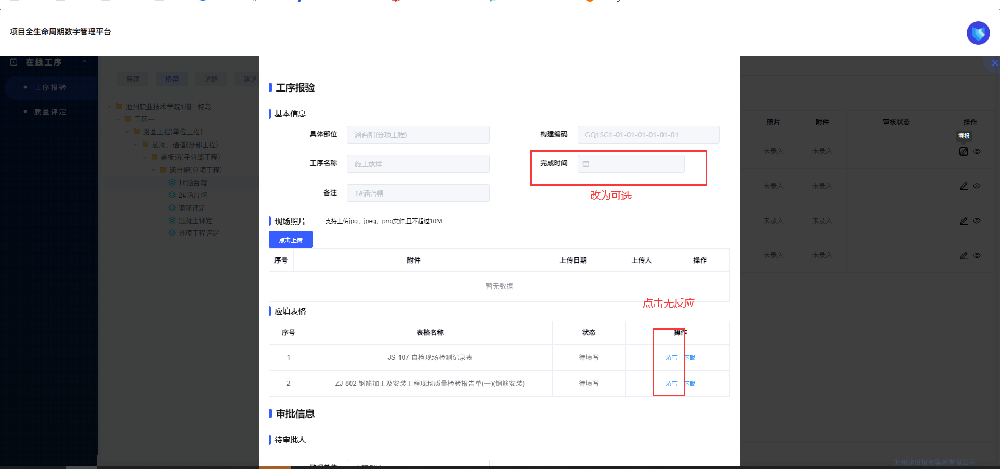 项目全生命周期数字管理平台
在线工序
工序报验
质量评定
房建
桥梁
道路
隧道
池州职业技术学院1期一标段
工区一
路基工程(单位工程)
涵洞、通道(分部工程)
盖板涵(子分部工程)
涵台帽(分项工程)
1#涵台帽
2#涵台帽
钢筋评定
混凝土评定
分项工程评定
工序报验
基本信息
具体部位 涵台帽(分项工程) 构建编码 GQ1SG1-01-01-01-01-01-01
工序名称 施工放样 完成时间
改为可选
备注 1#涵台帽
现场照片 支持上传jpg、jpeg、png文件,且不超过10M
点击上传
序号 附件 上传日期 上传人 操作
暂无数据
点击无反应
应填表格
序号 表格名称 状态 操作
1 JS-107 自检现场检测记录表 待填写 填写 下载
2 ZJ-802 钢筋加工及安装工程现场质量检验报告单(一)(钢筋安装) 待填写 填写 下载
审批信息
待审批人
监理单位
照片 附件 审核状态 操作
填报
未录入 未录入
未录入 未录入
未录入 未录入
未录入 未录入
池州建设投资集团有限公司